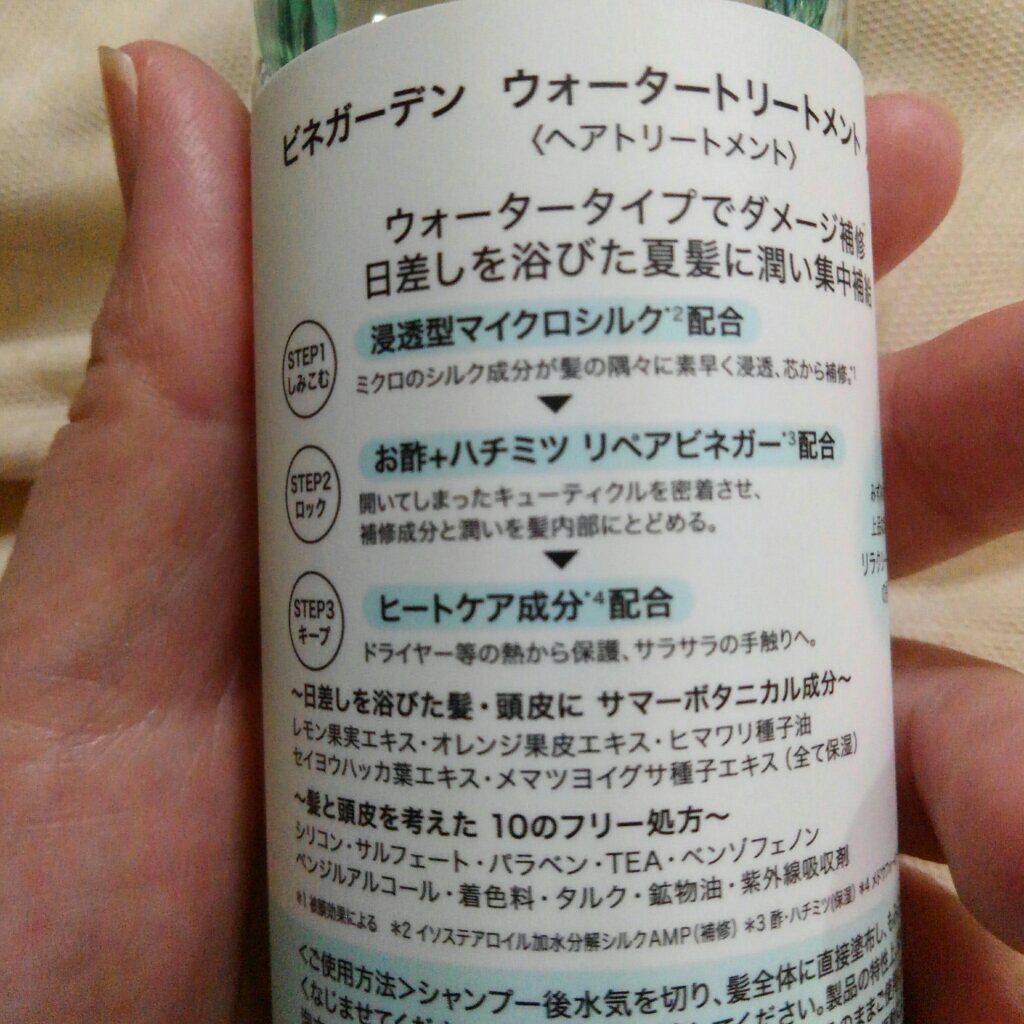 ビネガーデン ウォータートリートメント
〈ヘアトリートメント〉
ウォータータイプでダメージ補修
日差しを浴びた夏髪に潤い集中補給
STEP1
しみこむ
浸透型マイクロシルク*2配合
ミクロのシルク成分が髪の隅々に素早く浸透、芯から補修。*1
STEP2
ロック
お酢+ハチミツ リペアビネガー*3配合
開いてしまったキューティクルを密着させ、
補修成分と潤いを髪内部にとどめる。
STEP3
キープ
ヒートケア成分*4配合
ドライヤー等の熱から保護、サラサラの手触りへ。
~日差しを浴びた髪・頭皮に サマーボタニカル成分~
レモン果実エキス・オレンジ果皮エキス・ヒマワリ種子油
セイヨウハッカ葉エキス・メマツヨイグサ種子エキス(全て保湿)
~髪と頭皮を考えた 10のフリー処方~
シリコン・サルフェート・パラベン・TEA・ベンゾフェノン
ベンジルアルコール・着色料・タルク・鉱物油・紫外線吸収剤
*1 被膜効果による *2 イソステアロイル加水分解シルクAMP(補修) *3 酢・ハチミツ(保湿) *4
<ご使用方法>シャンプー後水気を切り、髪全体に直接塗布し、
ください。製品の特性上